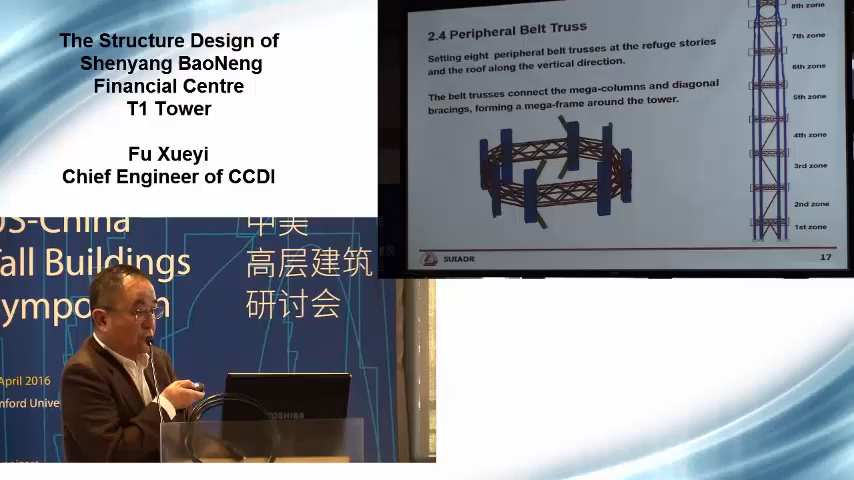 The Structure Design of
Shenyang BaoNeng
Financial Centre
T1 Tower
Fu Xueyi
Chief Engineer of CCDI
2.4 Peripheral Belt Truss
Setting eight peripheral belt trusses at the refuge stories
and the roof along the vertical direction.
The belt trusses connect the mega-columns and diagonal
bracings, forming a mega-frame around the tower.
8th zone
7th zone
6th zone
5th zone
4th zone
3rd zone
2nd zone
1st zone
SUIADR
17
US-China
Tall Buildings
Symposium
中美
高层建筑
研讨会
April 2016
nford Unive
TOSHIBA